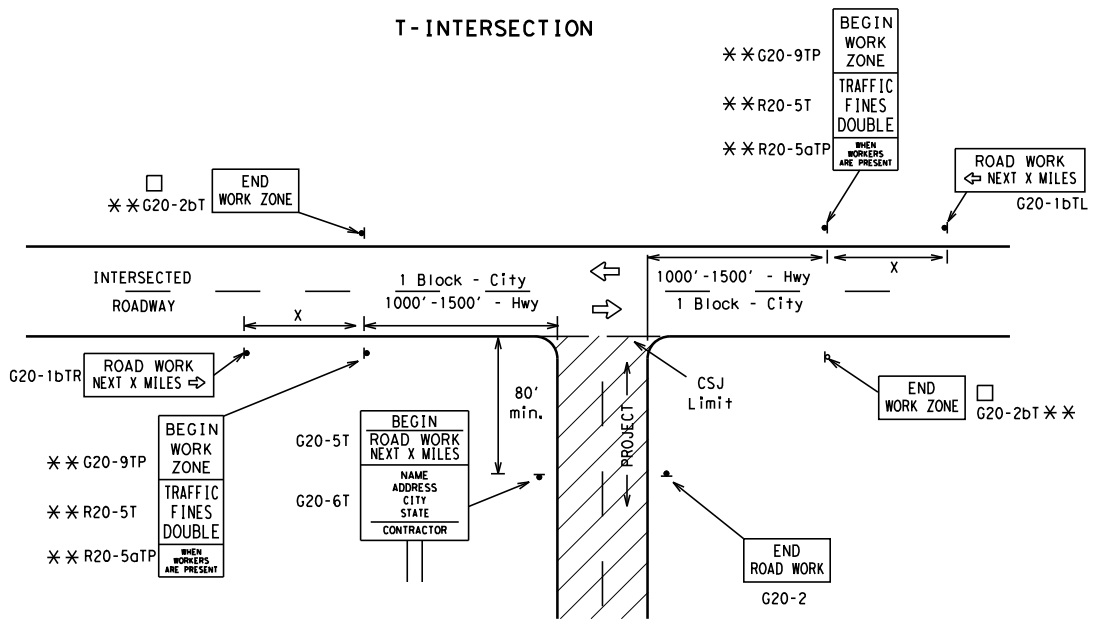 T-INTERSECTION
BEGIN
WORK
ZONE
** G20-9TP
TRAFFIC
FINES
DOUBLE
** R20-5T
WHEN
WORKERS
ARE PRESENT
** R20-5aTP
ROAD WORK
⇦ NEXT X MILES
G20-1bTL
END
WORK ZONE
□
** G20-2bT
INTERSECTED
ROADWAY
1 Block - City
1000' -1500' - Hwy
1000' -1500' - Hwy
1 Block - City
X
X
ROAD WORK
NEXT X MILES ⇨
G20-1bTR
80'
min.
CSJ
Limit
PROJECT
END
WORK ZONE
□
G20-2bT **
BEGIN
WORK
ZONE
** G20-9TP
TRAFFIC
FINES
DOUBLE
** R20-5T
WHEN
WORKERS
ARE PRESENT
** R20-5aTP
G20-5T
BEGIN
ROAD WORK
NEXT X MILES
G20-6T
NAME
ADDRESS
CITY
STATE
CONTRACTOR
END
ROAD WORK
G20-2